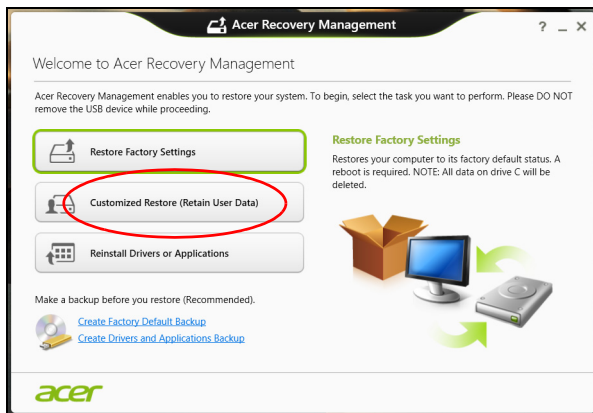 Acer Recovery Management
? _ ×
Welcome to Acer Recovery Management
Acer Recovery Management enables you to restore your system. To begin, select the task you want to perform. Please DO NOT
remove the USB device while proceeding.
Restore Factory Settings
Customized Restore (Retain User Data)
Reinstall Drivers or Applications
Restore Factory Settings
Restores your computer to its factory default status. A
reboot is required. NOTE: All data on drive C will be
deleted.
Make a backup before you restore (Recommended).
Create Factory Default Backup
Create Drivers and Applications Backup
acer